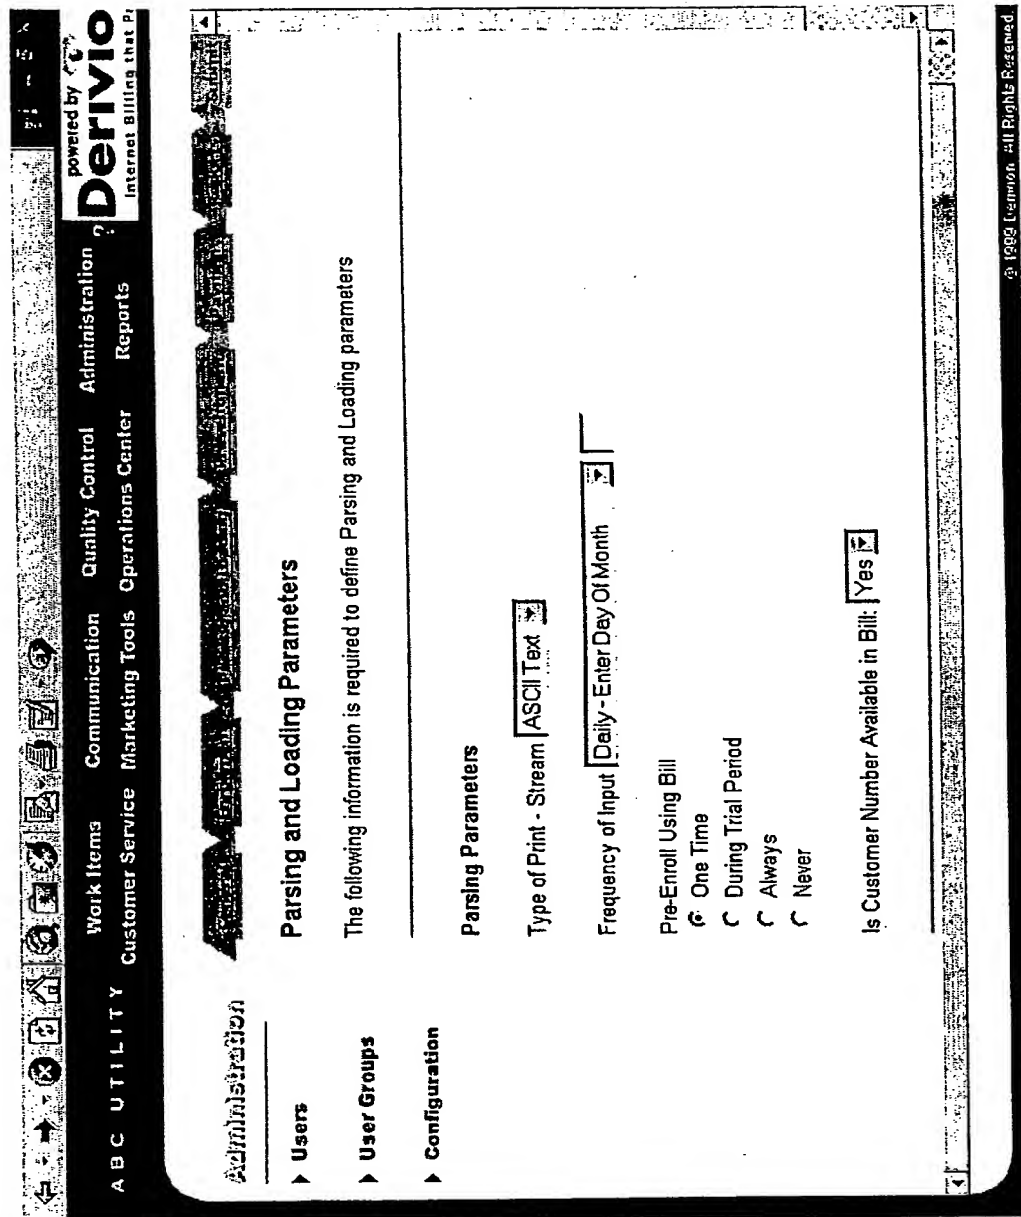 powered by
Derivio
Internet Billing that Pa
?
ABC UTILITY
Work Items Communication Quality Control Administration
Customer Service Marketing Tools Operations Center Reports
Administration
Users
User Groups
Configuration
Parsing and Loading Parameters
The following information is required to define Parsing and Loading parameters
Parsing Parameters
Type of Print - Stream ASCII Text
Frequency of Input Daily - Enter Day Of Month
Pre-Enroll Using Bill
One Time
During Trial Period
Always
Never
Is Customer Number Available in Bill: Yes
© 1999 All Rights Reserved